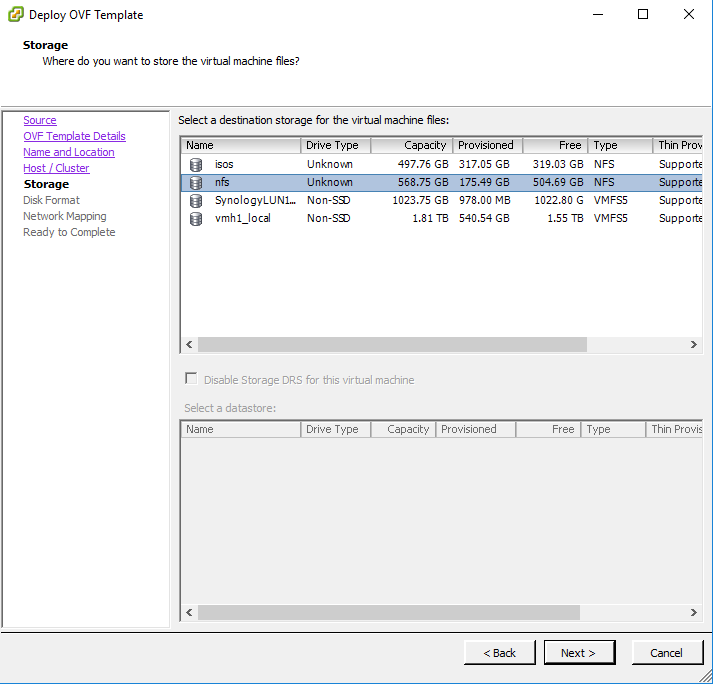 Deploy OVF Template
Storage
Where do you want to store the virtual machine files?
Source
OVF Template Details
Name and Location
Host / Cluster
Storage
Disk Format
Network Mapping
Ready to Complete
Select a destination storage for the virtual machine files:
Name Drive Type Capacity Provisioned Free Type Thin Prov
isos Unknown 497.76 GB 317.05 GB 319.03 GB NFS Supporte
nfs Unknown 568.75 GB 175.49 GB 504.69 GB NFS Supporte
SynologyLUN1... Non-SSD 1023.75 GB 978.00 MB 1022.80 G VMFS5 Supporte
vmh1_local Non-SSD 1.81 TB 540.54 GB 1.55 TB VMFS5 Supporte
Disable Storage DRS for this virtual machine
Select a datastore:
Name Drive Type Capacity Provisioned Free Type Thin Provis
< Back Next > Cancel